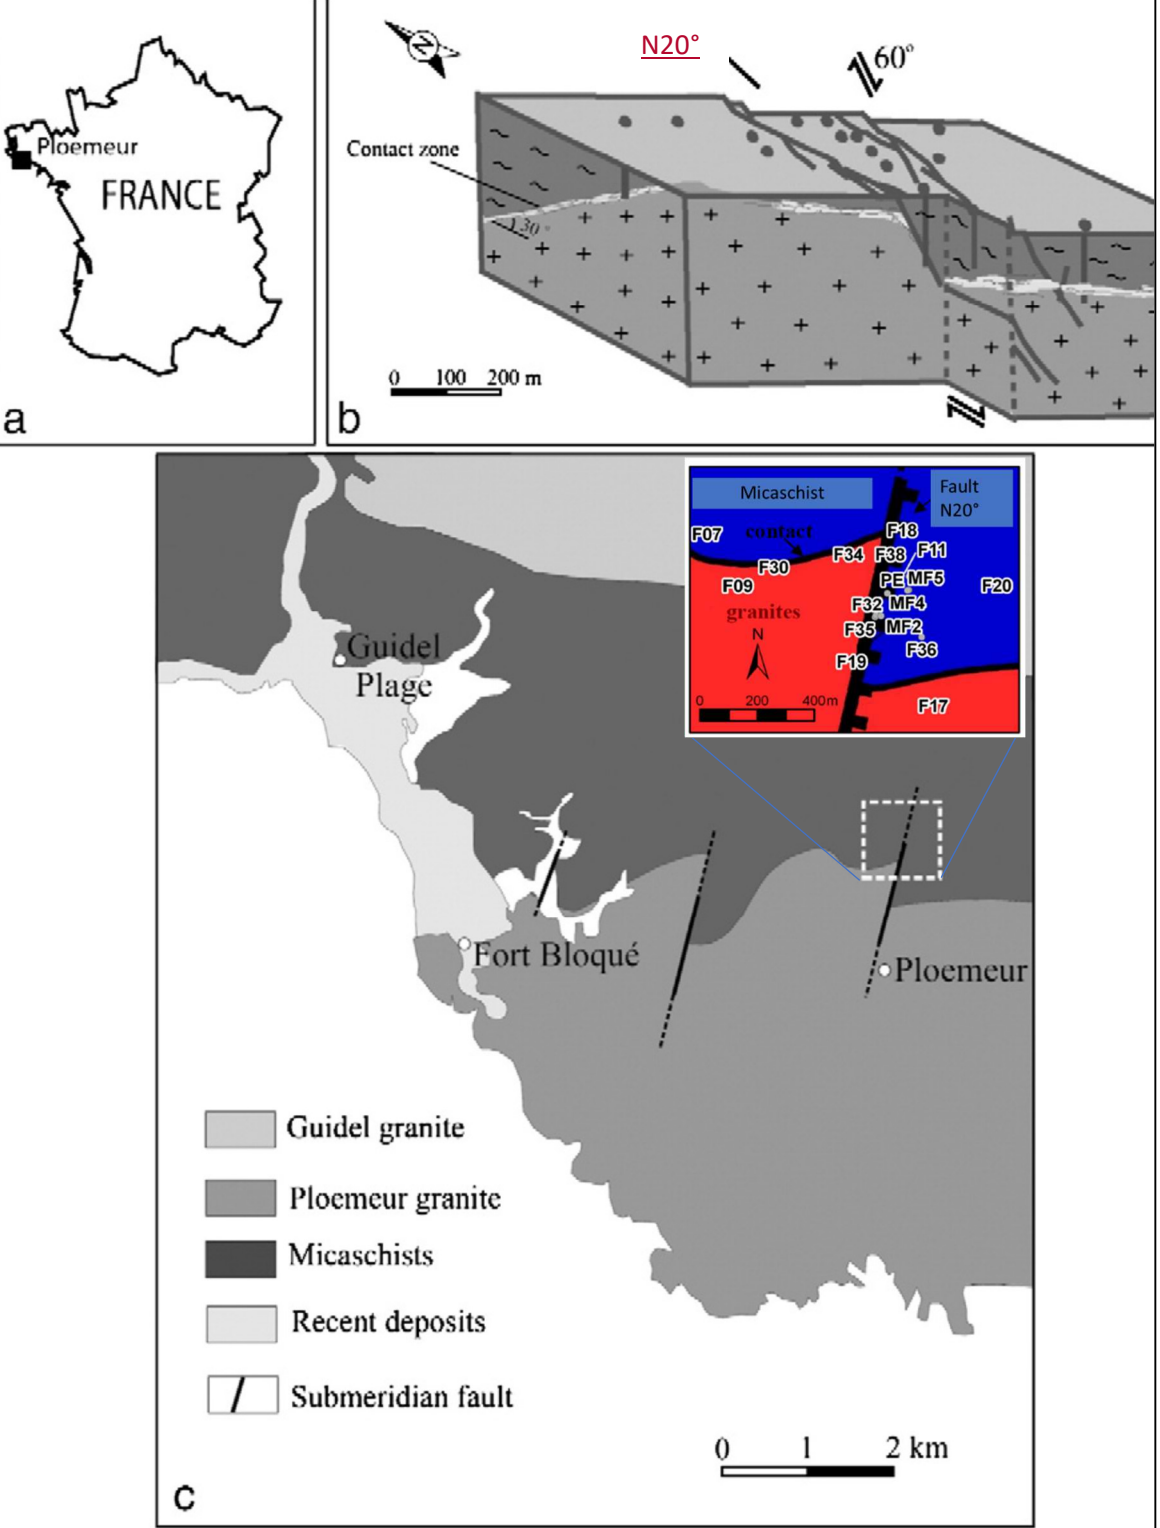 Ploemeur
FRANCE
a
N
N20°
60°
Contact zone
30°
0 100 200 m
b
Micaschist
Fault
N20°
F07
contact
F18
F34
F38
F11
F30
F09
PE
MF5
F20
granites
F32
MF4
N
F35
MF2
F36
F19
0 200 400m
F17
Guidel
Plage
Fort Bloqué
Ploemeur
Guidel granite
Ploemeur granite
Micaschists
Recent deposits
Submeridian fault
0 1 2 km
c